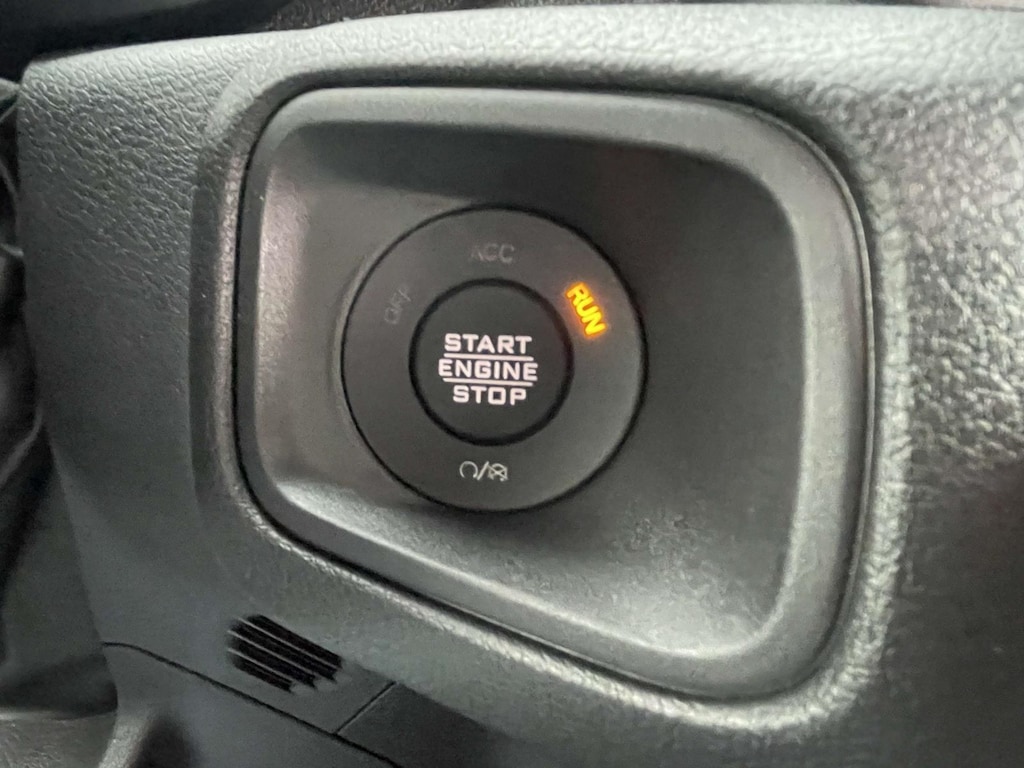 ACC
OFF
RUN
START
ENGINE
STOP